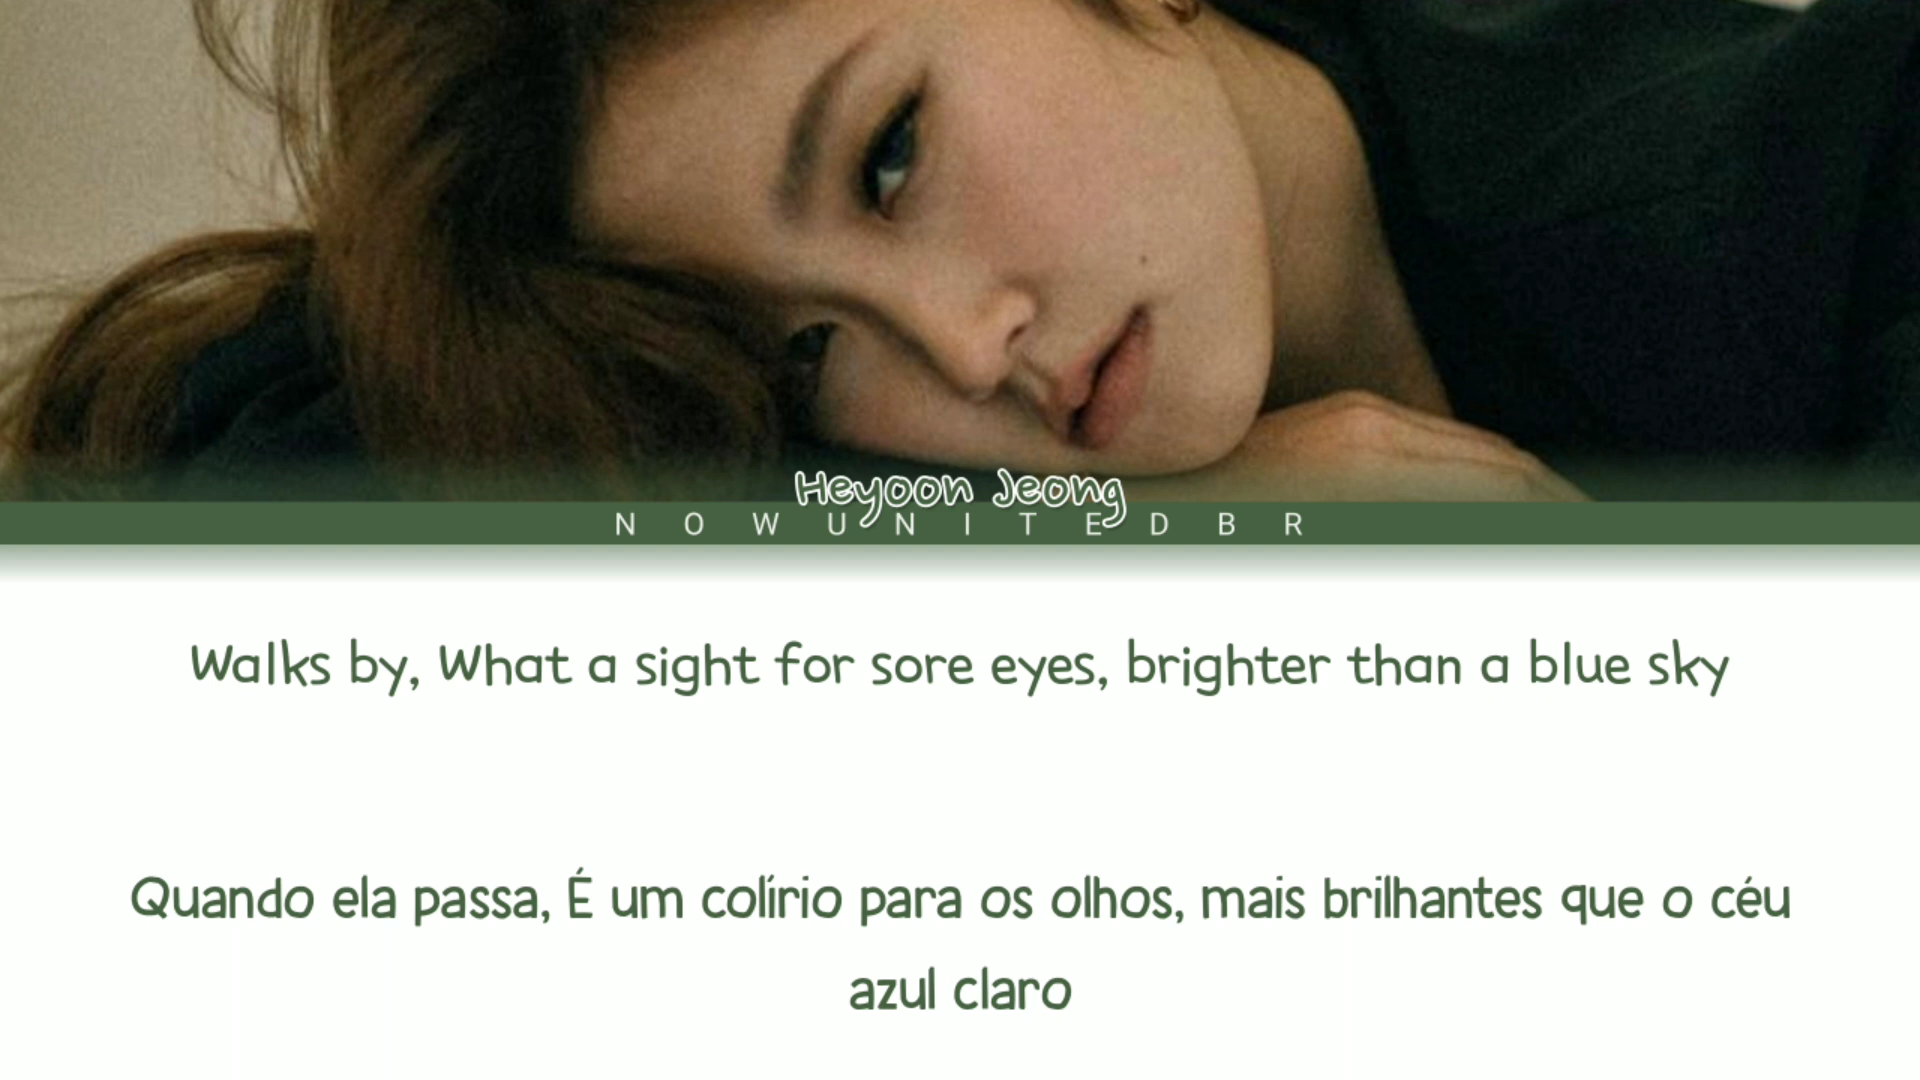 Heyoon Jeong
NOWUNITEDBR
Walks by, What a sight for sore eyes, brighter than a blue sky
Quando ela passa, É um colírio para os olhos, mais brilhantes que o céu
azul claro